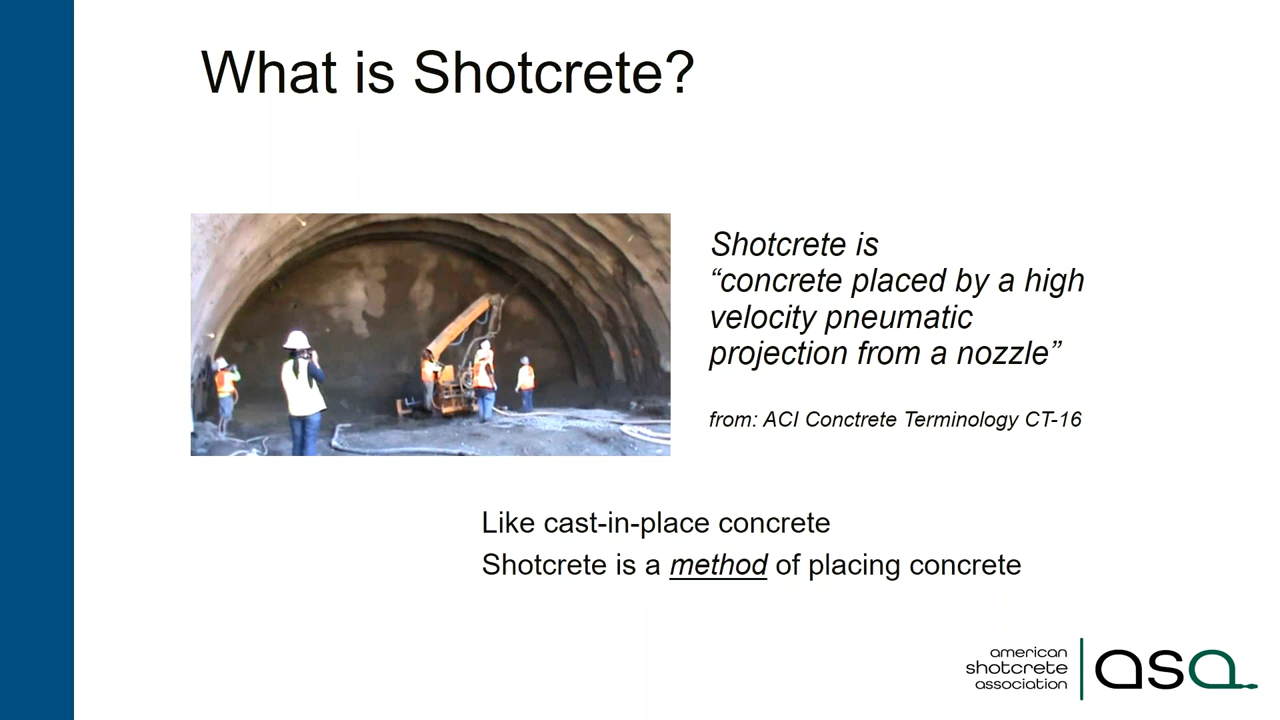 What is Shotcrete?
Shotcrete is
“concrete placed by a high
velocity pneumatic
projection from a nozzle”
from: ACI Conctrete Terminology CT-16
Like cast-in-place concrete
Shotcrete is a method of placing concrete
american
shotcrete
association
asa